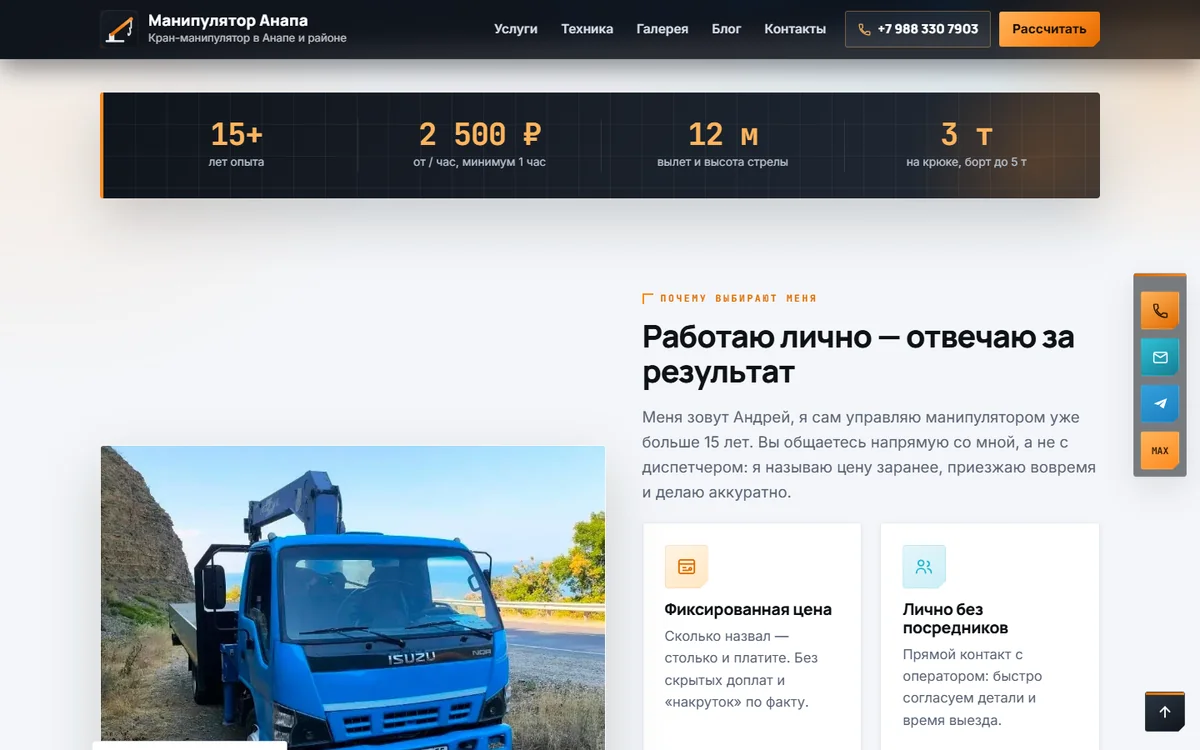 Манипулятор Анапа
Кран-манипулятор в Анапе и районе
Услуги
Техника
Галерея
Блог
Контакты
+7 988 330 7903
Рассчитать
15+
лет опыта
2 500 ₽
от / час, минимум 1 час
12 м
вылет и высота стрелы
3 т
на крюке, борт до 5 т
ПОЧЕМУ ВЫБИРАЮТ МЕНЯ
Работаю лично — отвечаю за
результат
Меня зовут Андрей, я сам управляю манипулятором уже
больше 15 лет. Вы общаетесь напрямую со мной, а не с
диспетчером: я называю цену заранее, приезжаю вовремя
и делаю аккуратно.
MAX
ISUZU
NQR
Фиксированная цена
Сколько назвал —
столько и платите. Без
скрытых доплат и
«накруток» по факту.
Лично без
посредников
Прямой контакт с
оператором: быстро
согласуем детали и
время выезда.